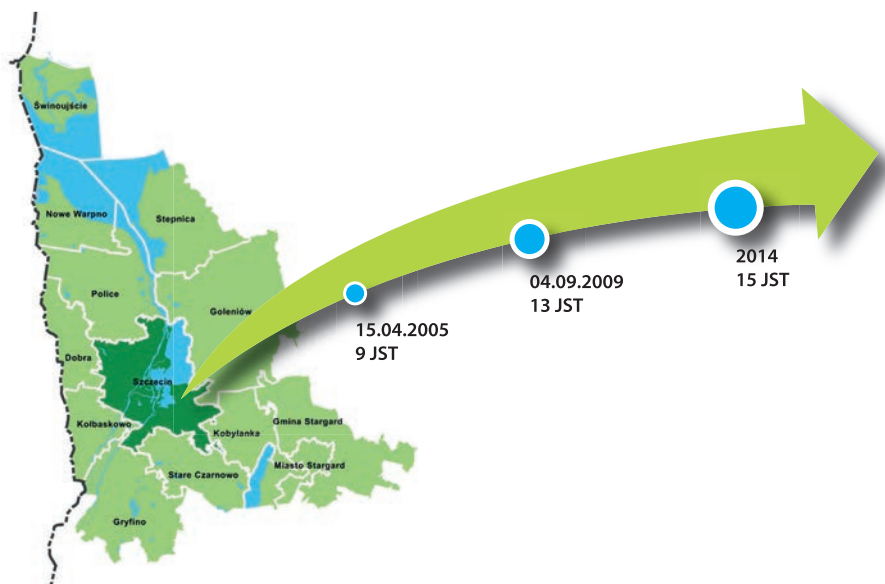 Świnoujście
Nowe Warpno
Stepnica
Police
Goleniów
Dobra
Szczecin
Kołbaskowo
Kobylanka
Gmina Stargard
Miasto Stargard
Stare Czarnowo
Gryfino
15.04.2005
9 JST
04.09.2009
13 JST
2014
15 JST